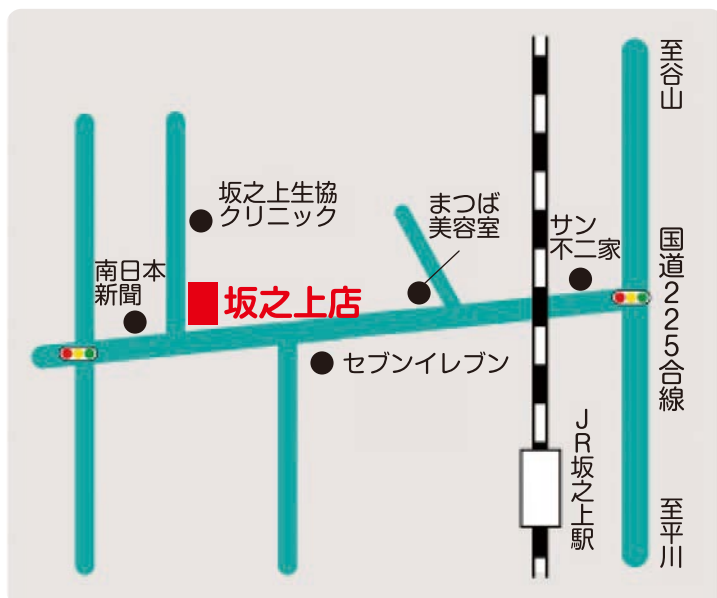 至谷山
坂之上生協
クリニック
まつば
美容室
サン
不二家
国道225合線
南日本
新聞
坂之上店
セブンイレブン
JR坂之上駅
至平川